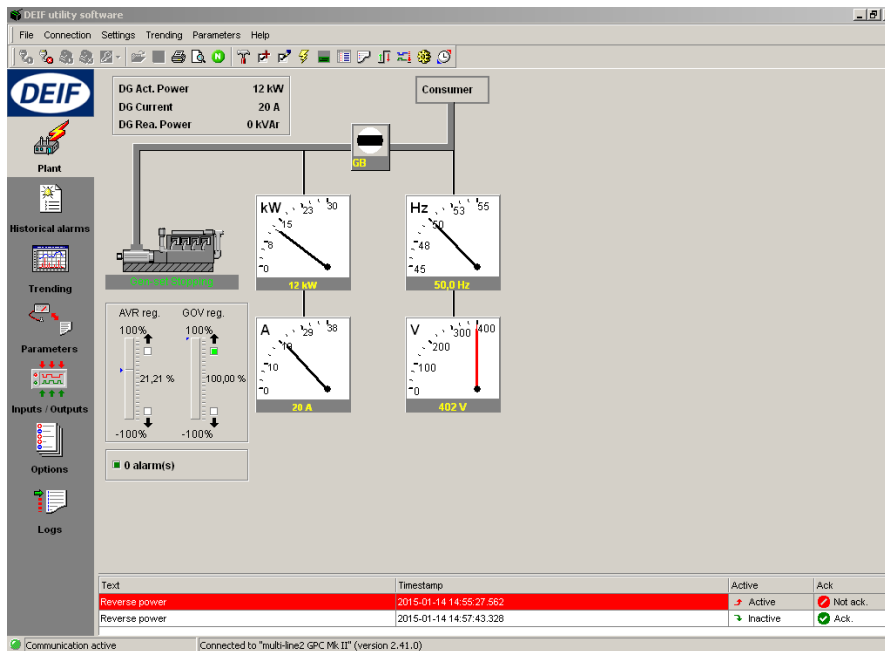 DEIF utility software
File Connection Settings Trending Parameters Help
DEIF
Plant
Historical alarms
Trending
Parameters
Inputs / Outputs
Options
Logs
DG Act. Power 12 kW
DG Current 20 A
DG Rea. Power 0 kVAr
Consumer
GB
Gen-set Stopping
kW
0 8 15 23 30
12 kW
Hz
45 48 50 53 55
50,0 Hz
A
0 10 19 29 38
20 A
V
0 100 200 300 400
402 V
AVR reg. GOV reg.
100% 100%
21,21 % 100,00 %
-100% -100%
0 alarm(s)
Text Timestamp Active Ack
Reverse power 2015-01-14 14:55:27.562 Active Not ack.
Reverse power 2015-01-14 14:57:43.328 Inactive Ack.
Communication active Connected to "multi-line2 GPC Mk II" (version 2.41.0)